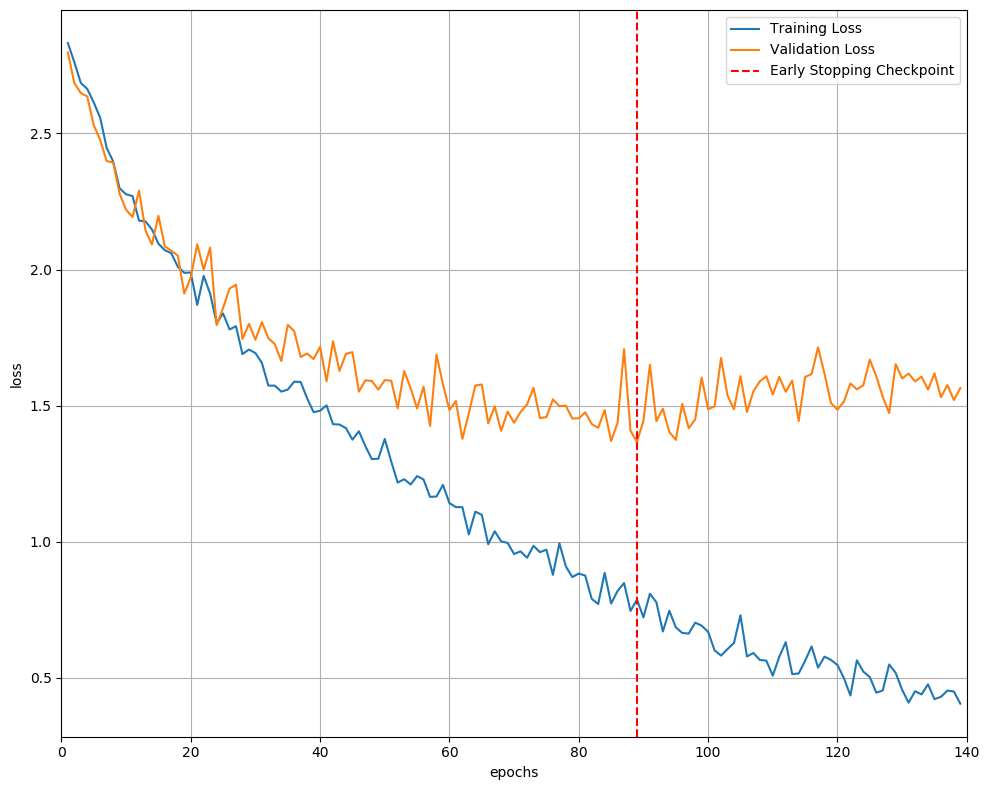 Training Loss
Validation Loss
Early Stopping Checkpoint
loss
2.5
2.0
1.5
1.0
0.5
0 20 40 60 80 100 120 140
epochs